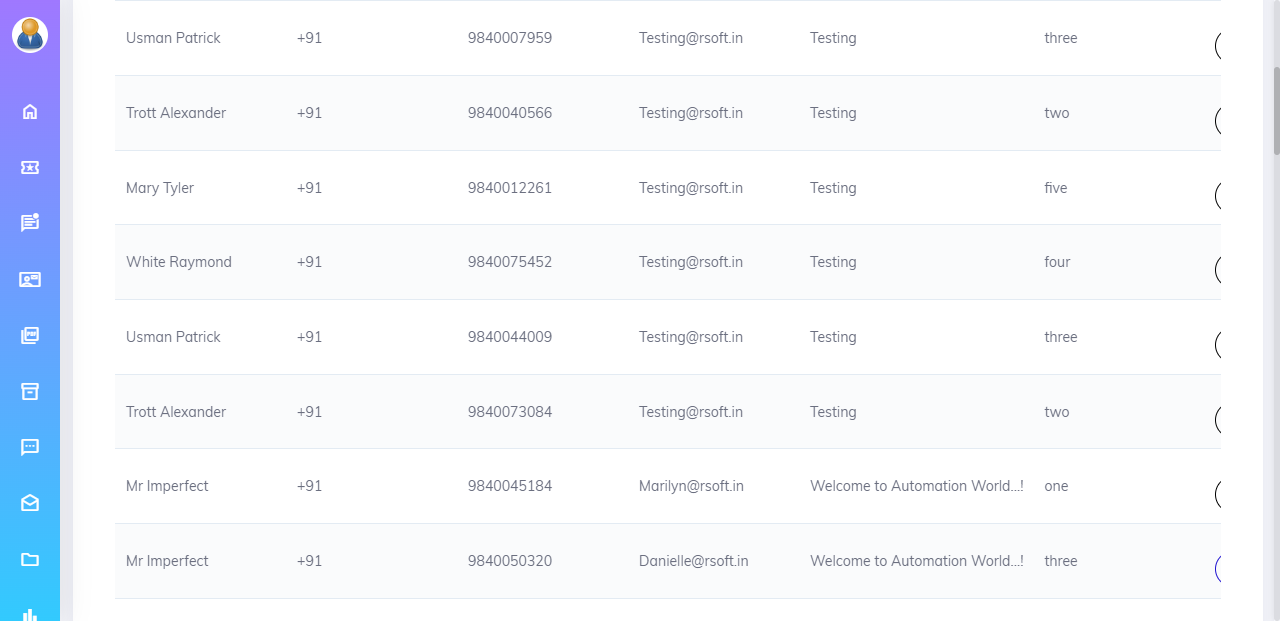 Usman Patrick +91 9840007959 Testing@rsoft.in Testing three
Trott Alexander +91 9840040566 Testing@rsoft.in Testing two
Mary Tyler +91 9840012261 Testing@rsoft.in Testing five
White Raymond +91 9840075452 Testing@rsoft.in Testing four
Usman Patrick +91 9840044009 Testing@rsoft.in Testing three
Trott Alexander +91 9840073084 Testing@rsoft.in Testing two
Mr Imperfect +91 9840045184 Marilyn@rsoft.in Welcome to Automation World...! one
Mr Imperfect +91 9840050320 Danielle@rsoft.in Welcome to Automation World...! three